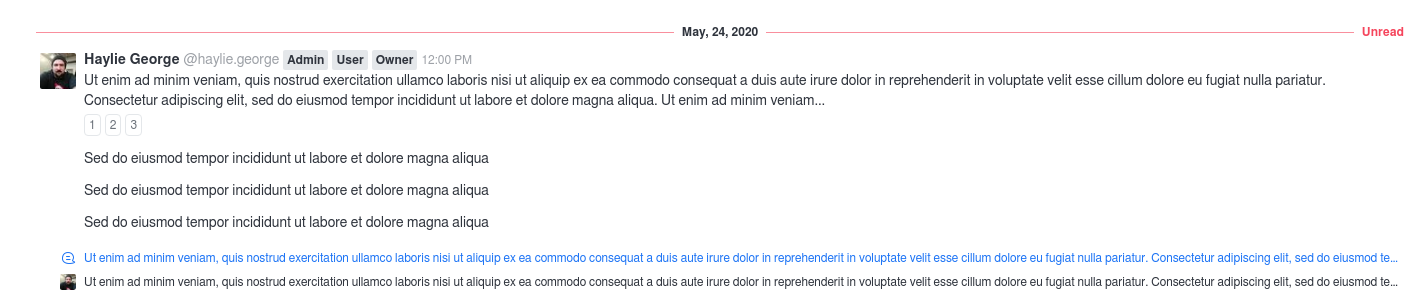 May, 24, 2020 Unread
Haylie George @haylie.george Admin User Owner 12:00 PM
Ut enim ad minim veniam, quis nostrud exercitation ullamco laboris nisi ut aliquip ex ea commodo consequat a duis aute irure dolor in reprehenderit in voluptate velit esse cillum dolore eu fugiat nulla pariatur.
Consectetur adipiscing elit, sed do eiusmod tempor incididunt ut labore et dolore magna aliqua. Ut enim ad minim veniam...
1 2 3
Sed do eiusmod tempor incididunt ut labore et dolore magna aliqua
Sed do eiusmod tempor incididunt ut labore et dolore magna aliqua
Sed do eiusmod tempor incididunt ut labore et dolore magna aliqua
Ut enim ad minim veniam, quis nostrud exercitation ullamco laboris nisi ut aliquip ex ea commodo consequat a duis aute irure dolor in reprehenderit in voluptate velit esse cillum dolore eu fugiat nulla pariatur. Consectetur adipiscing elit, sed do eiusmod te...
Ut enim ad minim veniam, quis nostrud exercitation ullamco laboris nisi ut aliquip ex ea commodo consequat a duis aute irure dolor in reprehenderit in voluptate velit esse cillum dolore eu fugiat nulla pariatur. Consectetur adipiscing elit, sed do eiusmod te...